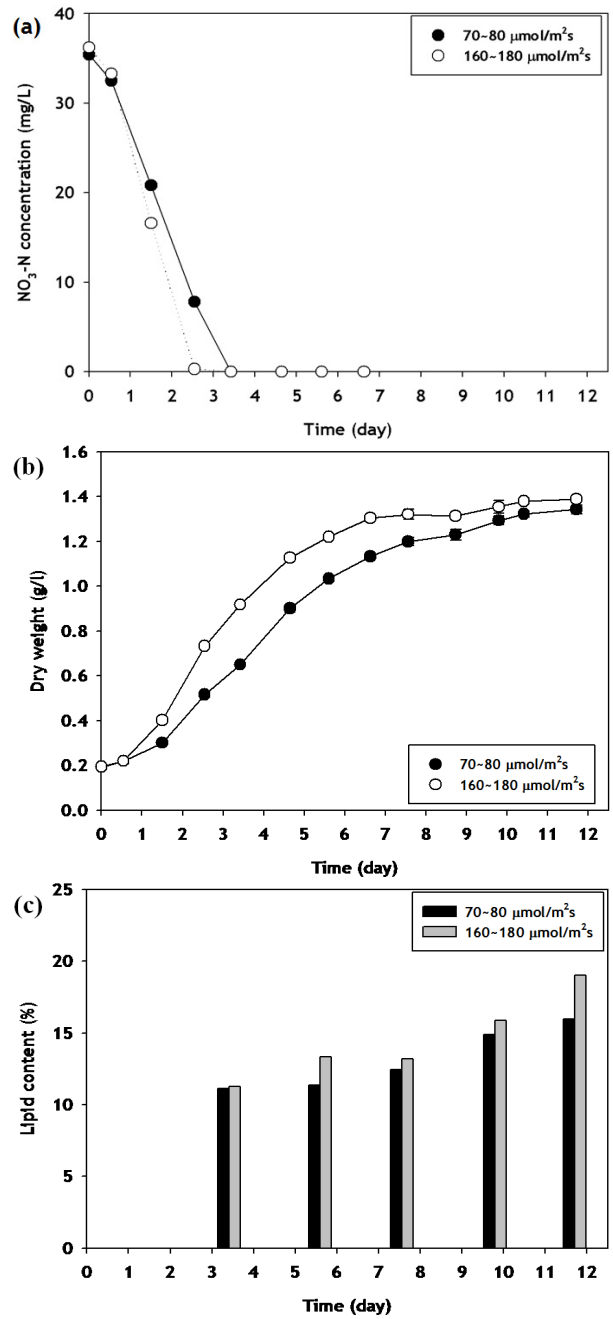 (a)
70~80 μmol/m²s
160~180 μmol/m²s
NO₃-N concentration (mg/L)
40
30
20
10
0
0 1 2 3 4 5 6 7 8 9 10 11 12
Time (day)
(b)
Dry weight (g/l)
1.6
1.4
1.2
1.0
0.8
0.6
0.4
0.2
0.0
70~80 μmol/m²s
160~180 μmol/m²s
0 1 2 3 4 5 6 7 8 9 10 11 12
Time (day)
(c)
70~80 μmol/m²s
160~180 μmol/m²s
Lipid content (%)
25
20
15
10
5
0
0 1 2 3 4 5 6 7 8 9 10 11 12
Time (day)